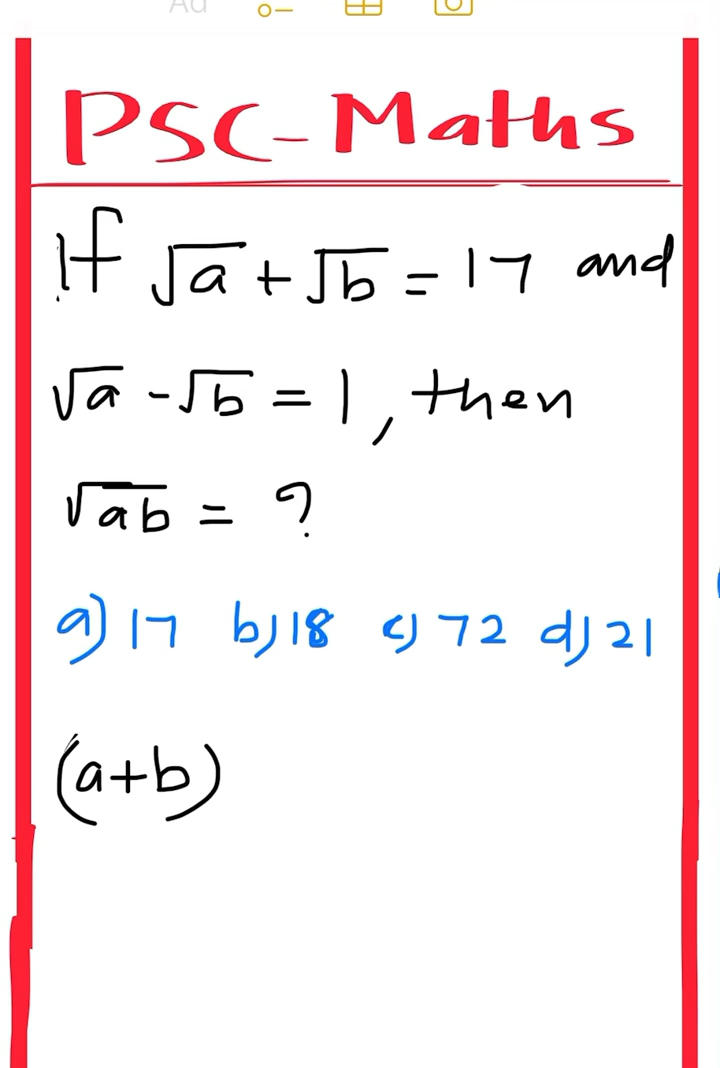 PSC-Maths
If √a + √b = 17 and
√a - √b = 1, then
√ab = ?
a) 17 b) 18 c) 72 d) 21
(a+b)